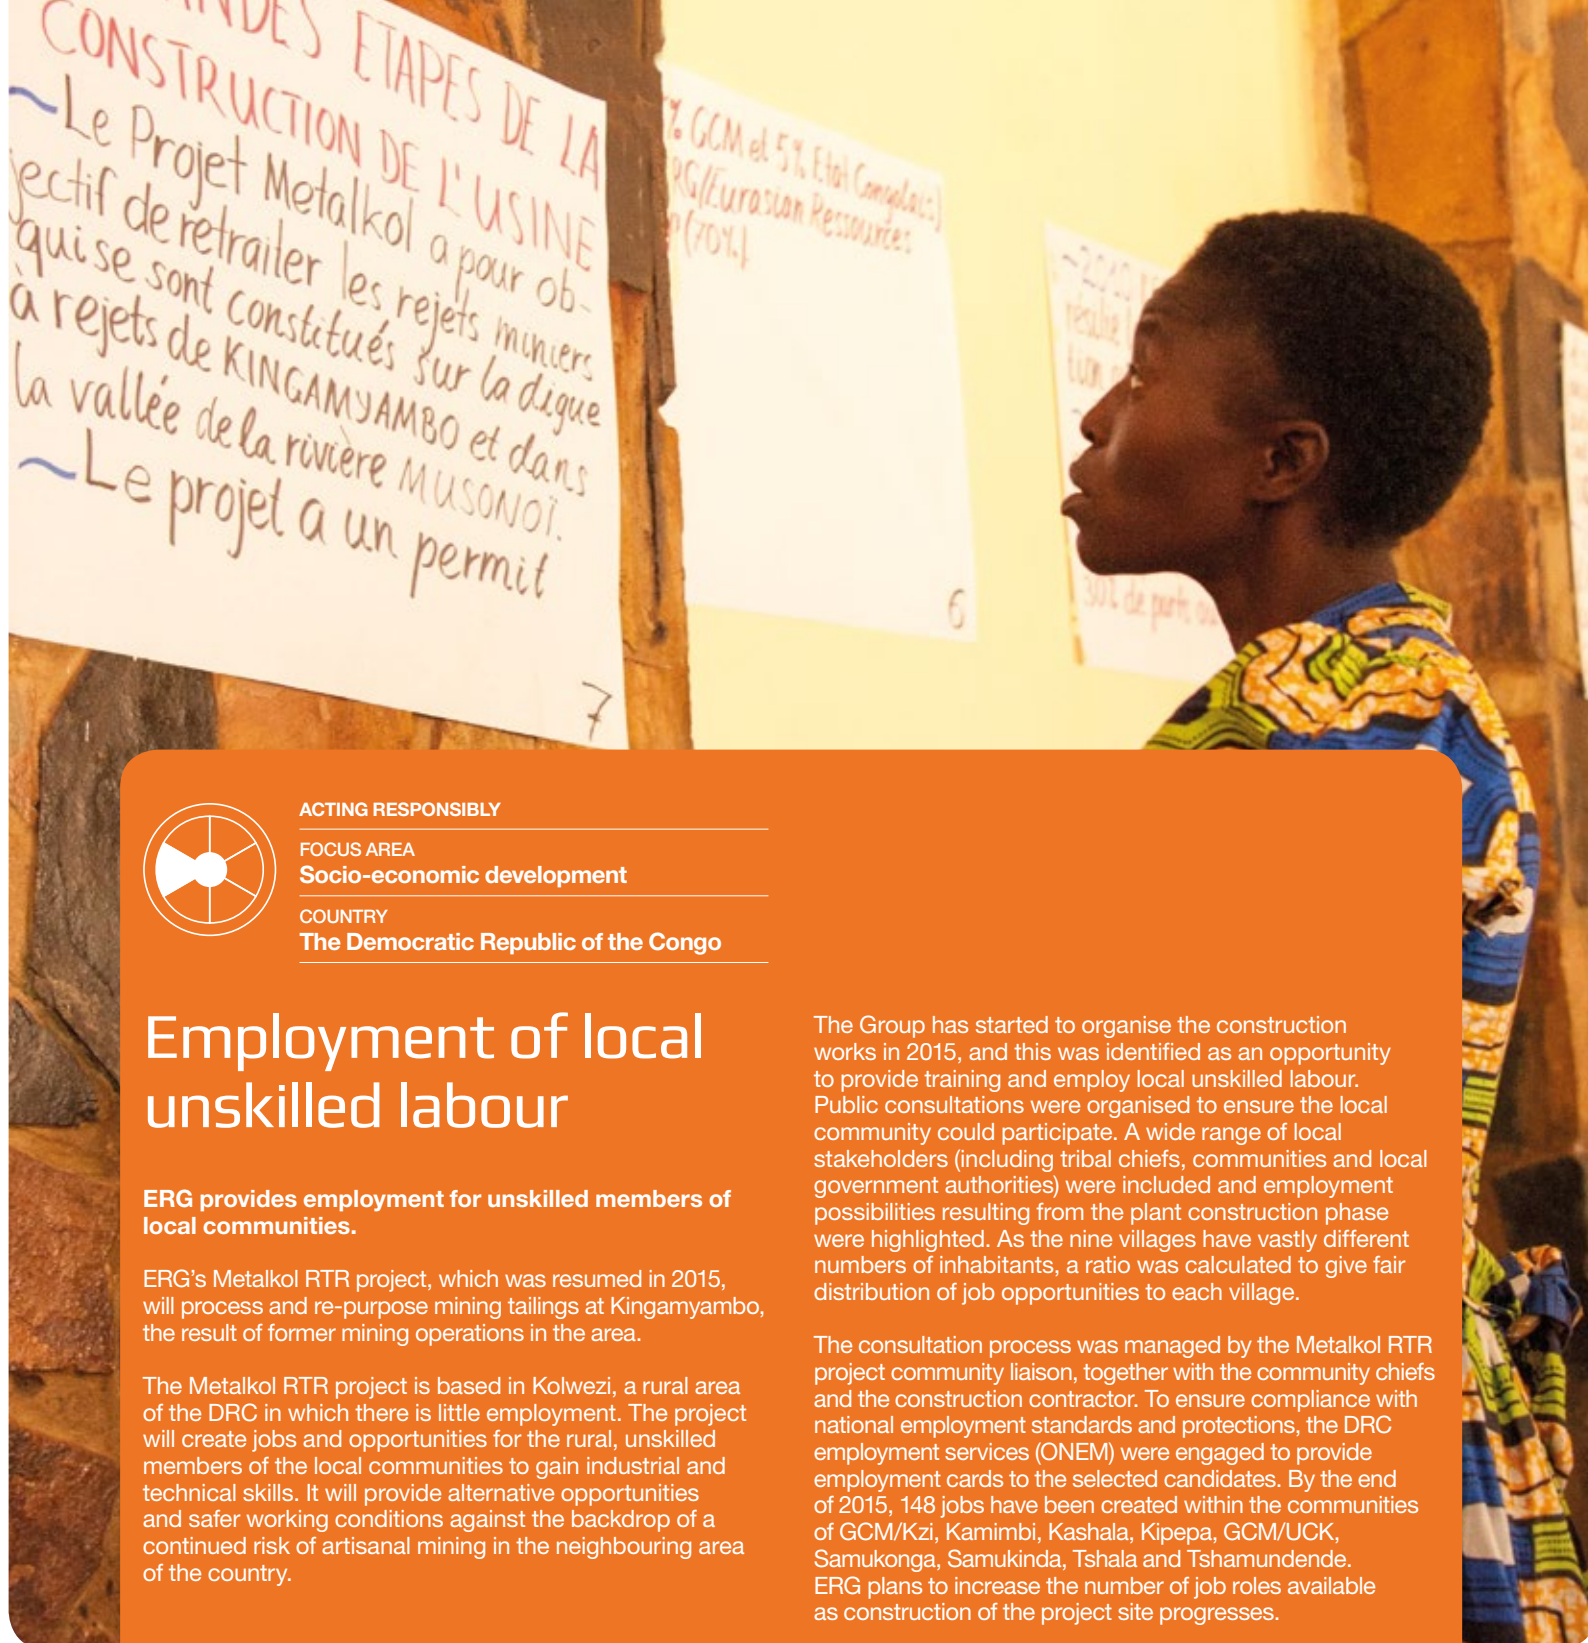 NDES ETAPES DE LA
CONSTRUCTION DE L'USINE
~Le Projet Metalkol a pour ob-
jectif de retraiter les rejets miniers
qui se sont constitués sur la digue
à rejets de KINGAMYAMBO et dans
la vallée de la rivière MUSONOÏ.
~Le projet a un permit
7
% GCM et 5% Etat Congolais)
RG/Eurasian Ressources
(70%)
6
~2010
30% de parts
ACTING RESPONSIBLY
FOCUS AREA
Socio-economic development
COUNTRY
The Democratic Republic of the Congo
Employment of local
unskilled labour
ERG provides employment for unskilled members of
local communities.
ERG's Metalkol RTR project, which was resumed in 2015,
will process and re-purpose mining tailings at Kingamyambo,
the result of former mining operations in the area.
The Metalkol RTR project is based in Kolwezi, a rural area
of the DRC in which there is little employment. The project
will create jobs and opportunities for the rural, unskilled
members of the local communities to gain industrial and
technical skills. It will provide alternative opportunities
and safer working conditions against the backdrop of a
continued risk of artisanal mining in the neighbouring area
of the country.
The Group has started to organise the construction
works in 2015, and this was identified as an opportunity
to provide training and employ local unskilled labour.
Public consultations were organised to ensure the local
community could participate. A wide range of local
stakeholders (including tribal chiefs, communities and local
government authorities) were included and employment
possibilities resulting from the plant construction phase
were highlighted. As the nine villages have vastly different
numbers of inhabitants, a ratio was calculated to give fair
distribution of job opportunities to each village.
The consultation process was managed by the Metalkol RTR
project community liaison, together with the community chiefs
and the construction contractor. To ensure compliance with
national employment standards and protections, the DRC
employment services (ONEM) were engaged to provide
employment cards to the selected candidates. By the end
of 2015, 148 jobs have been created within the communities
of GCM/Kzi, Kamimbi, Kashala, Kipepa, GCM/UCK,
Samukonga, Samukinda, Tshala and Tshamundende.
ERG plans to increase the number of job roles available
as construction of the project site progresses.